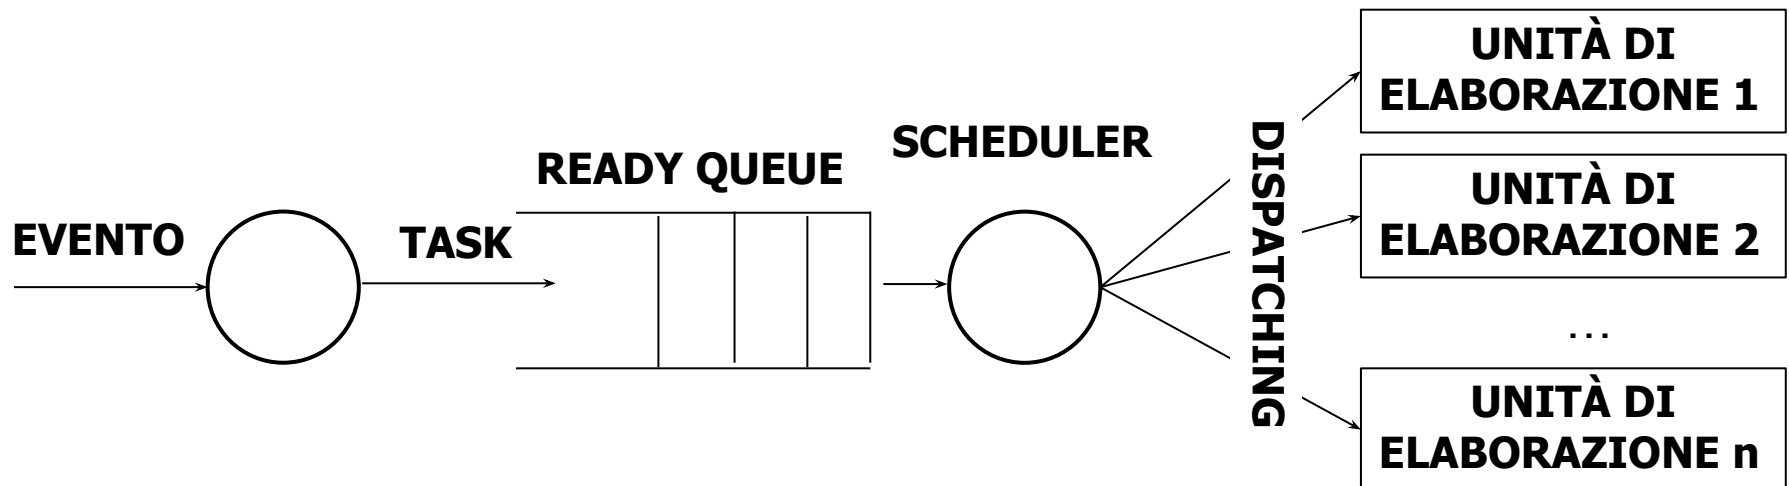 EVENTO
TASK
READY QUEUE
SCHEDULER
DISPATCHING
UNITÀ DI
ELABORAZIONE 1
UNITÀ DI
ELABORAZIONE 2
...
UNITÀ DI
ELABORAZIONE n